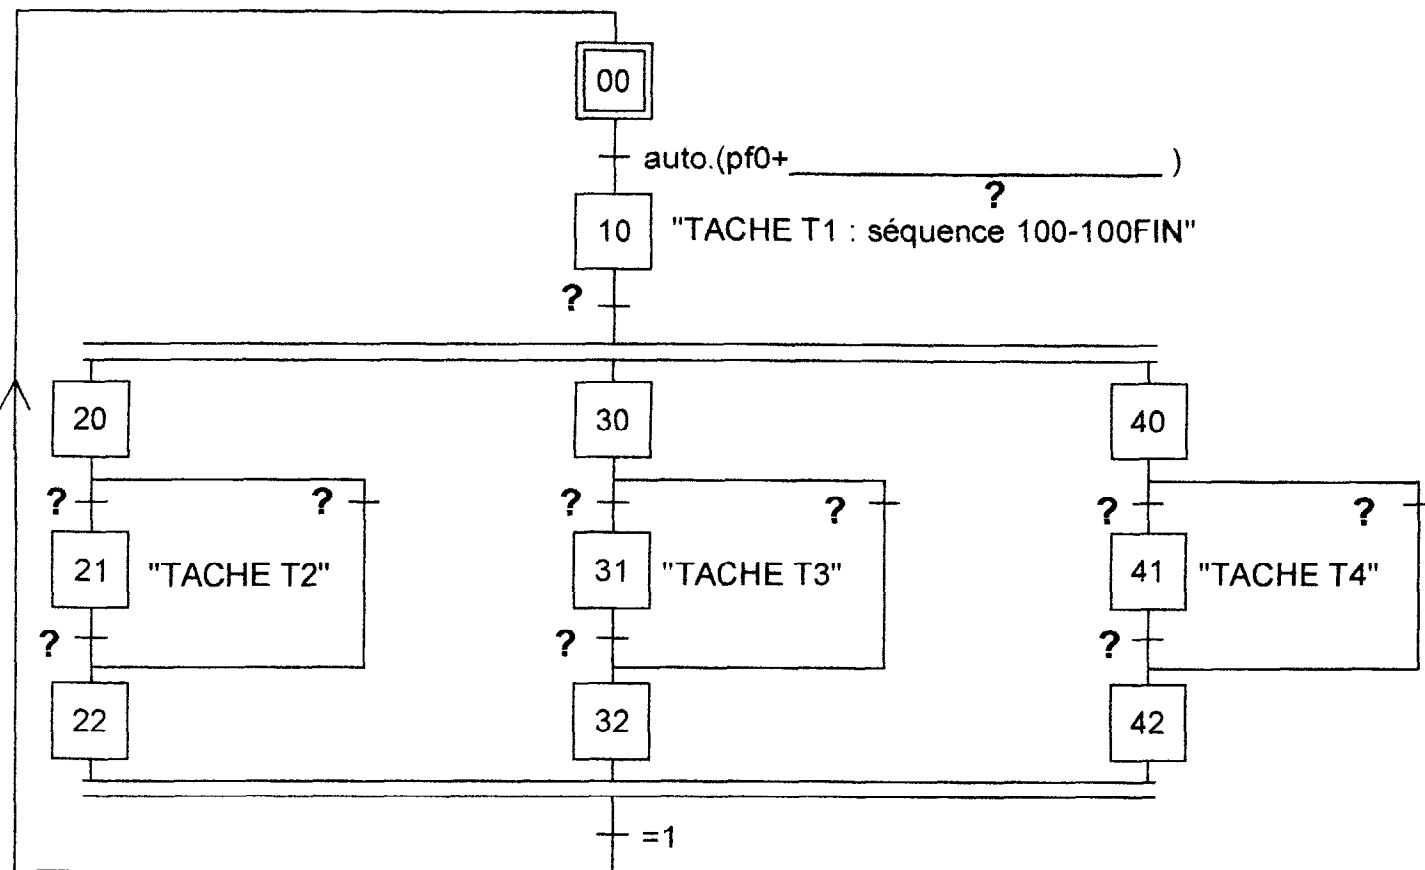 00
auto.(pf0+____________________ )
?
10 "TACHE T1 : séquence 100-100FIN"
?
20 30 40
? ? ? ? ? ?
21 "TACHE T2" 31 "TACHE T3" 41 "TACHE T4"
? ? ?
22 32 42
=1